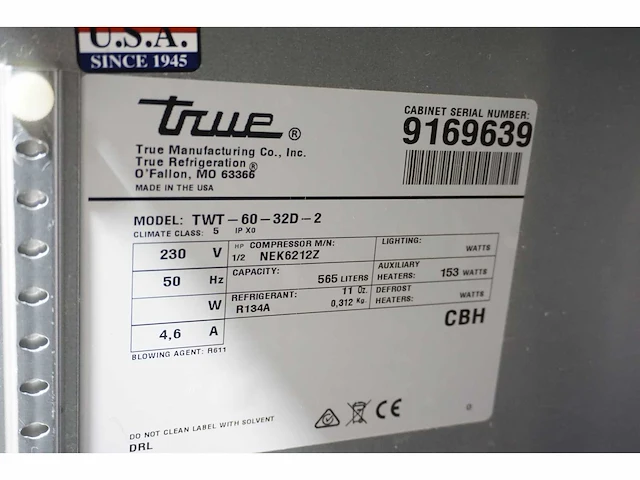 U.S.A.
SINCE 1945
true ®
True Manufacturing Co., Inc.
True Refrigeration ®
O'Fallon, MO 63366
MADE IN THE USA
CABINET SERIAL NUMBER:
9169639
MODEL: TWT-60-32D-2
CLIMATE CLASS: 5 IP X0
230 V
50 Hz
W
4,6 A
HP COMPRESSOR M/N:
1/2 NEK6212Z
CAPACITY: 565 LITERS
REFRIGERANT: 11 Oz.
R134A 0,312 Kg.
LIGHTING: WATTS
AUXILIARY
HEATERS: 153 WATTS
DEFROST
HEATERS: WATTS
CBH
BLOWING AGENT: R611
CE
DO NOT CLEAN LABEL WITH SOLVENT
DRL